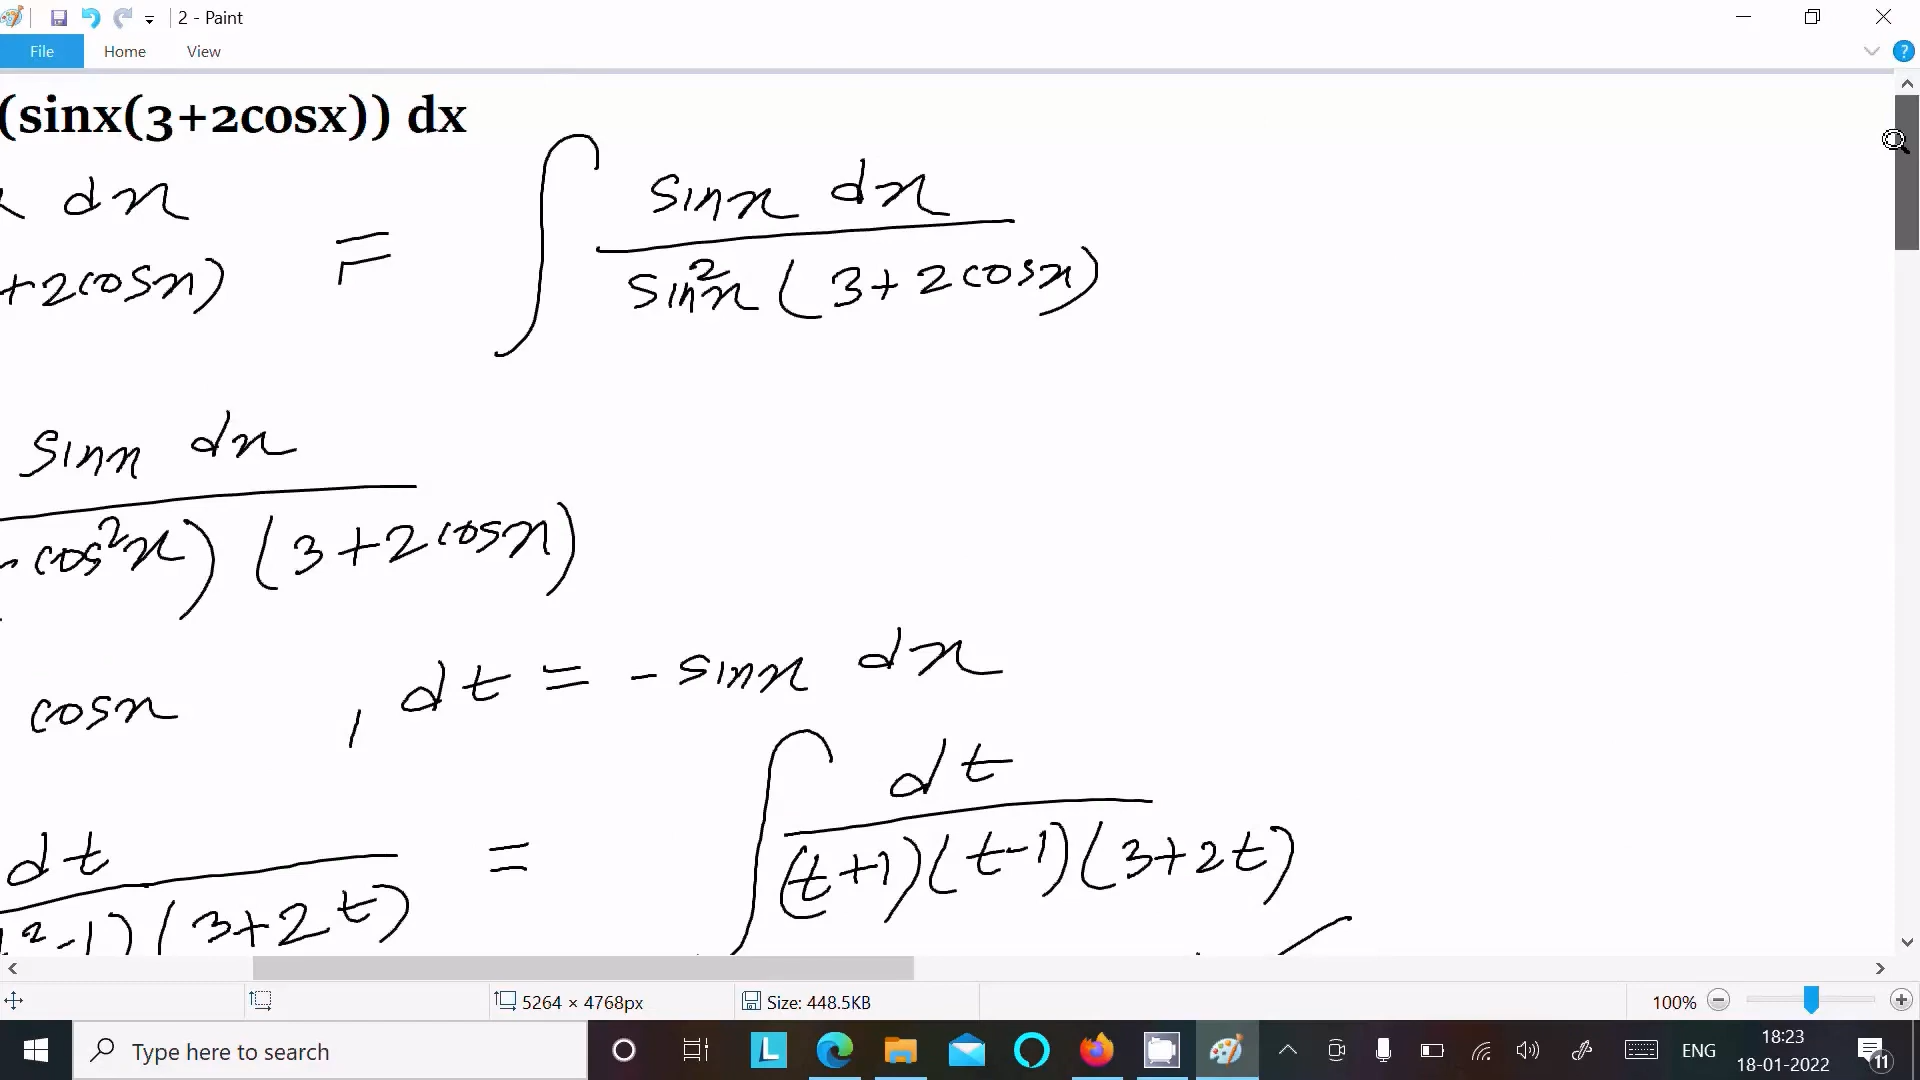 2 - Paint
File Home View
(sinx(3+2cosx)) dx
dx = ∫ sinx dx
+2cosx) sin²x (3+2cosx)
sinx dx
-cos²x) (3+2cosx)
cosx , dt = -sinx dx
dt = ∫ dt
²-1)(3+2t) (t+1)(t-1)(3+2t)
5264 × 4768px Size: 448.5KB 100%
Type here to search
ENG
18:23
18-01-2022
11